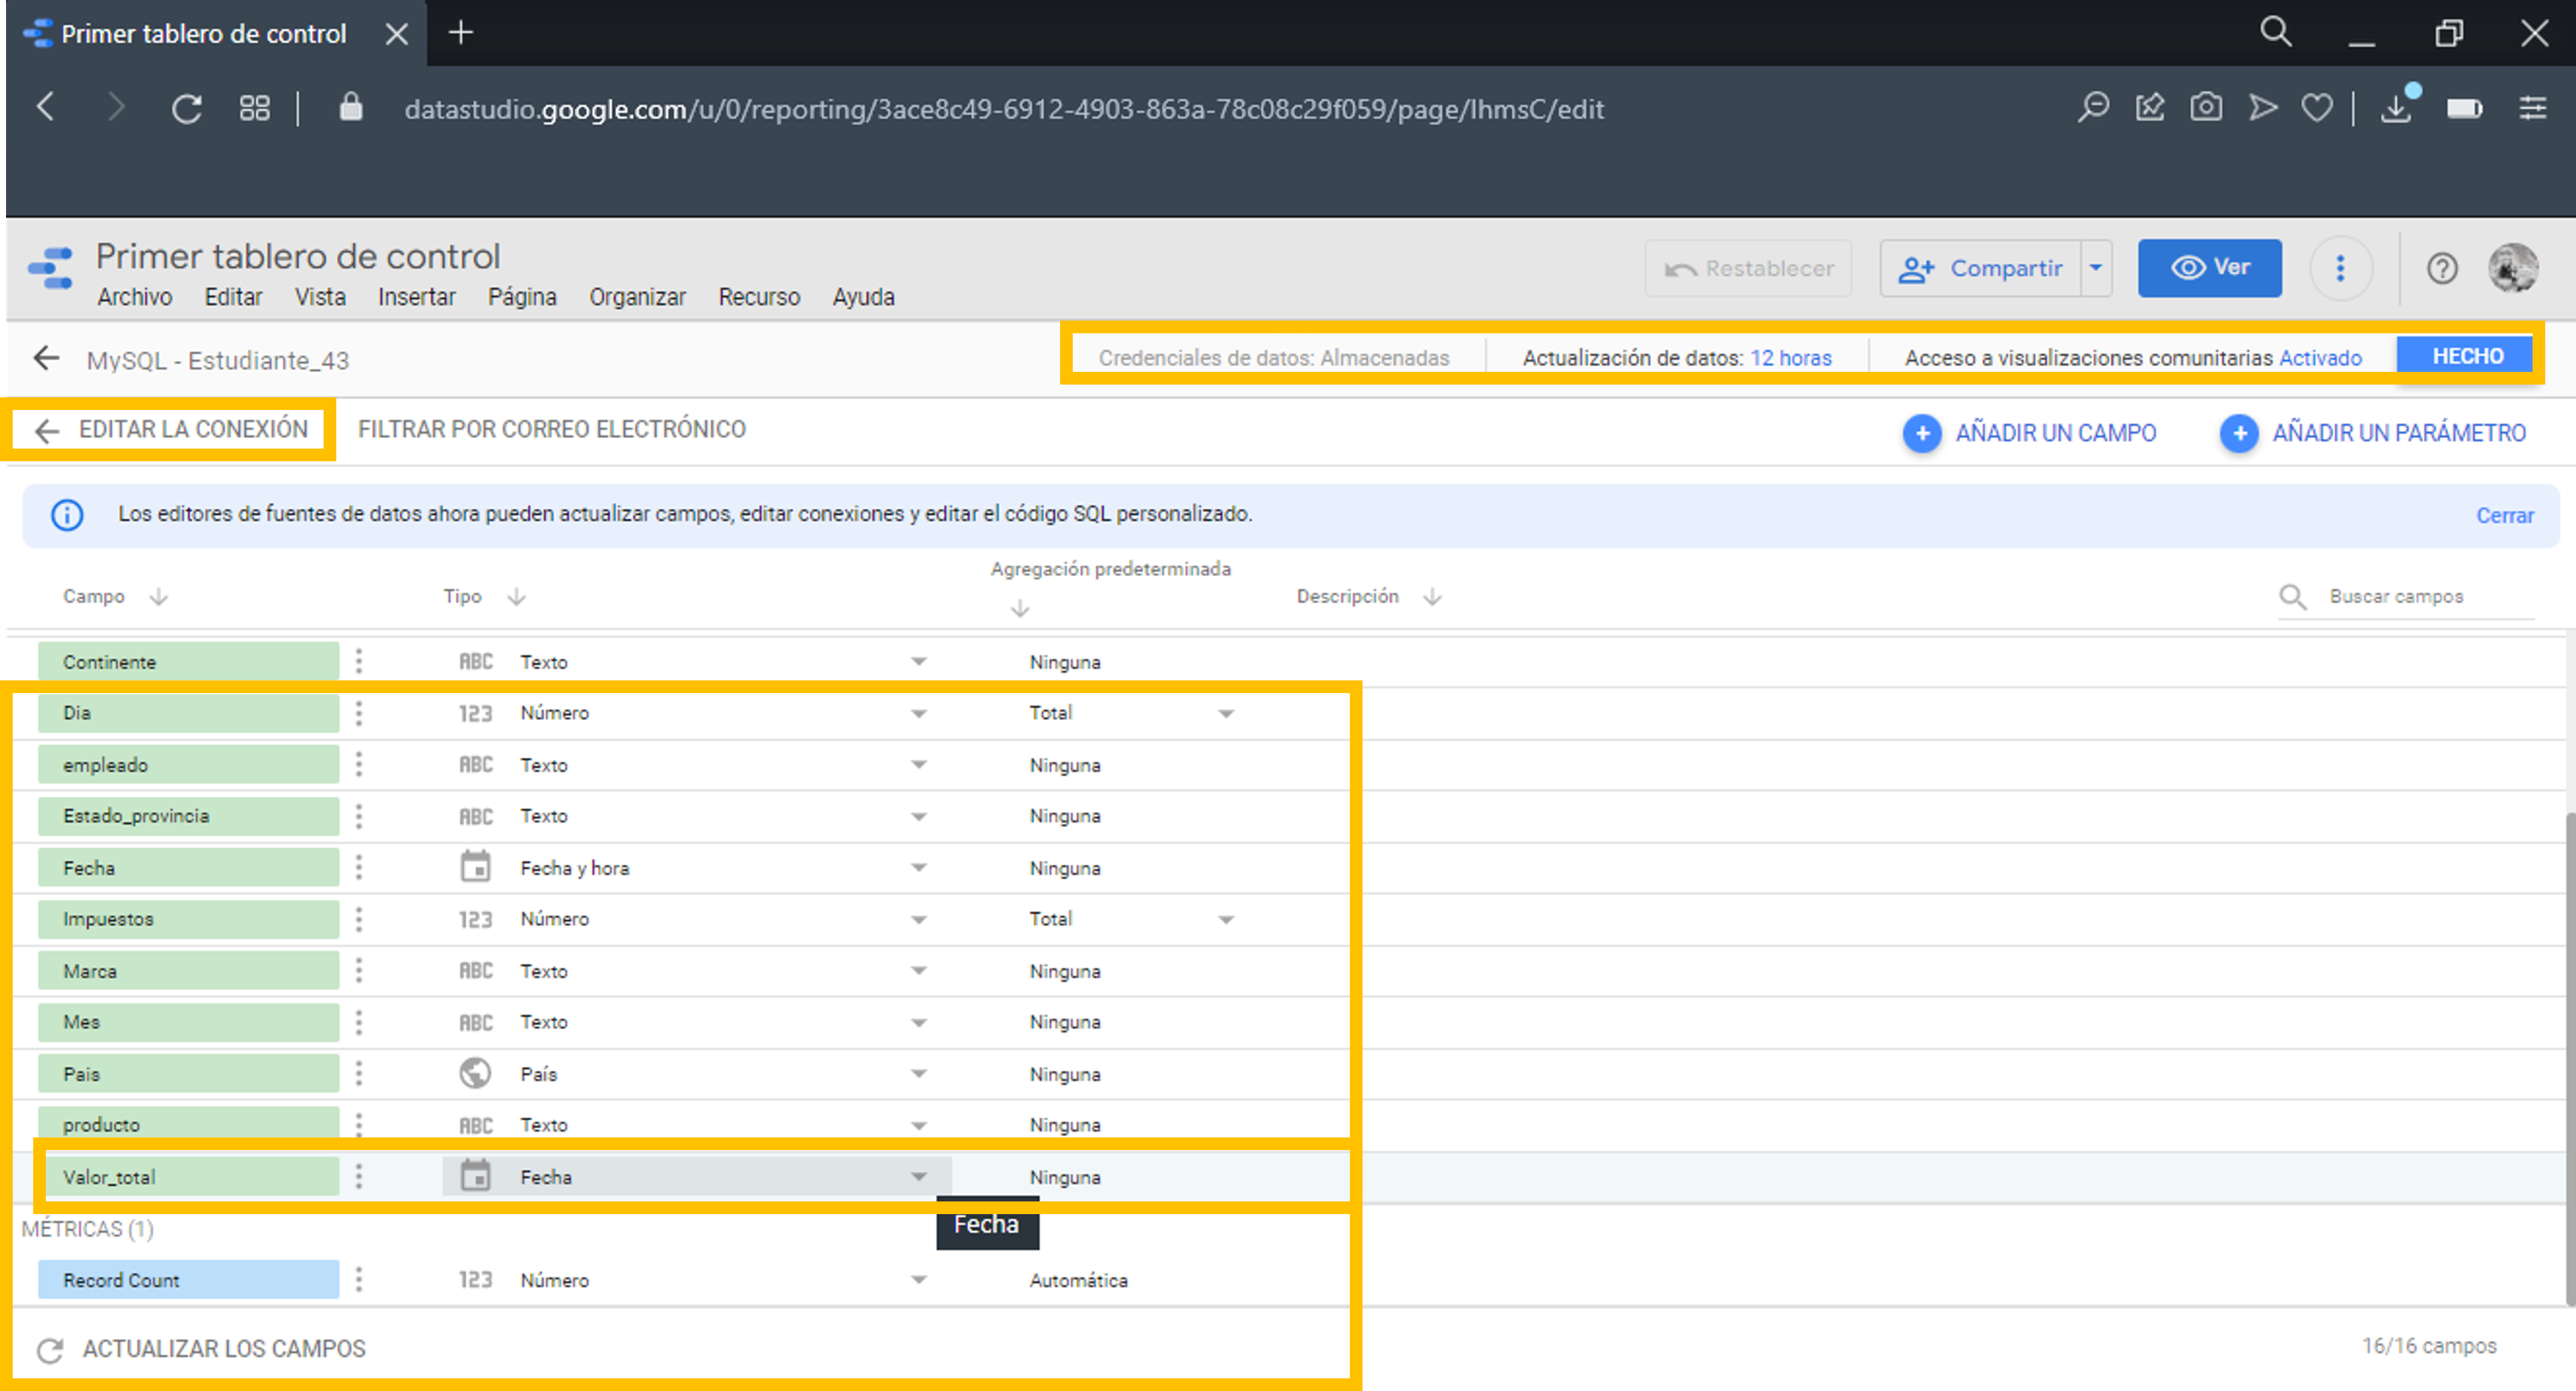 Primer tablero de control
datastudio.google.com/u/0/reporting/3ace8c49-6912-4903-863a-78c08c29f059/page/IhmsC/edit
Primer tablero de control
Archivo Editar Vista Insertar Página Organizar Recurso Ayuda
Restablecer Compartir Ver
MySQL - Estudiante_43
Credenciales de datos: Almacenadas Actualización de datos: 12 horas Acceso a visualizaciones comunitarias Activado HECHO
EDITAR LA CONEXIÓN FILTRAR POR CORREO ELECTRÓNICO AÑADIR UN CAMPO AÑADIR UN PARÁMETRO
Los editores de fuentes de datos ahora pueden actualizar campos, editar conexiones y editar el código SQL personalizado. Cerrar
Campo Tipo Agregación predeterminada Descripción Buscar campos
Continente ABC Texto Ninguna
Dia 123 Número Total
empleado ABC Texto Ninguna
Estado_provincia ABC Texto Ninguna
Fecha Fecha y hora Ninguna
Impuestos 123 Número Total
Marca ABC Texto Ninguna
Mes ABC Texto Ninguna
Pais País Ninguna
producto ABC Texto Ninguna
Valor_total Fecha Ninguna
MÉTRICAS (1) Fecha
Record Count 123 Número Automática
ACTUALIZAR LOS CAMPOS 16/16 campos